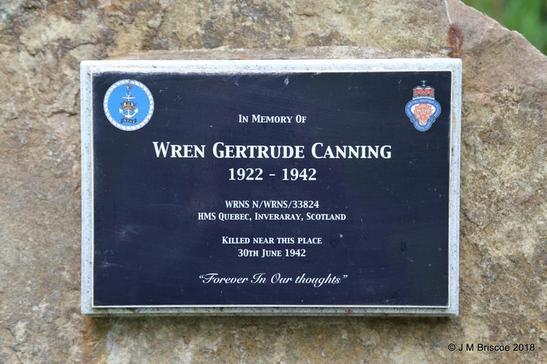 In Memory Of
Wren Gertrude Canning
1922 - 1942
WRNS N/WRNS/33824
HMS Quebec, Inveraray, Scotland
Killed near this place
30th June 1942
"Forever In Our thoughts"
© J M Briscoe 2018